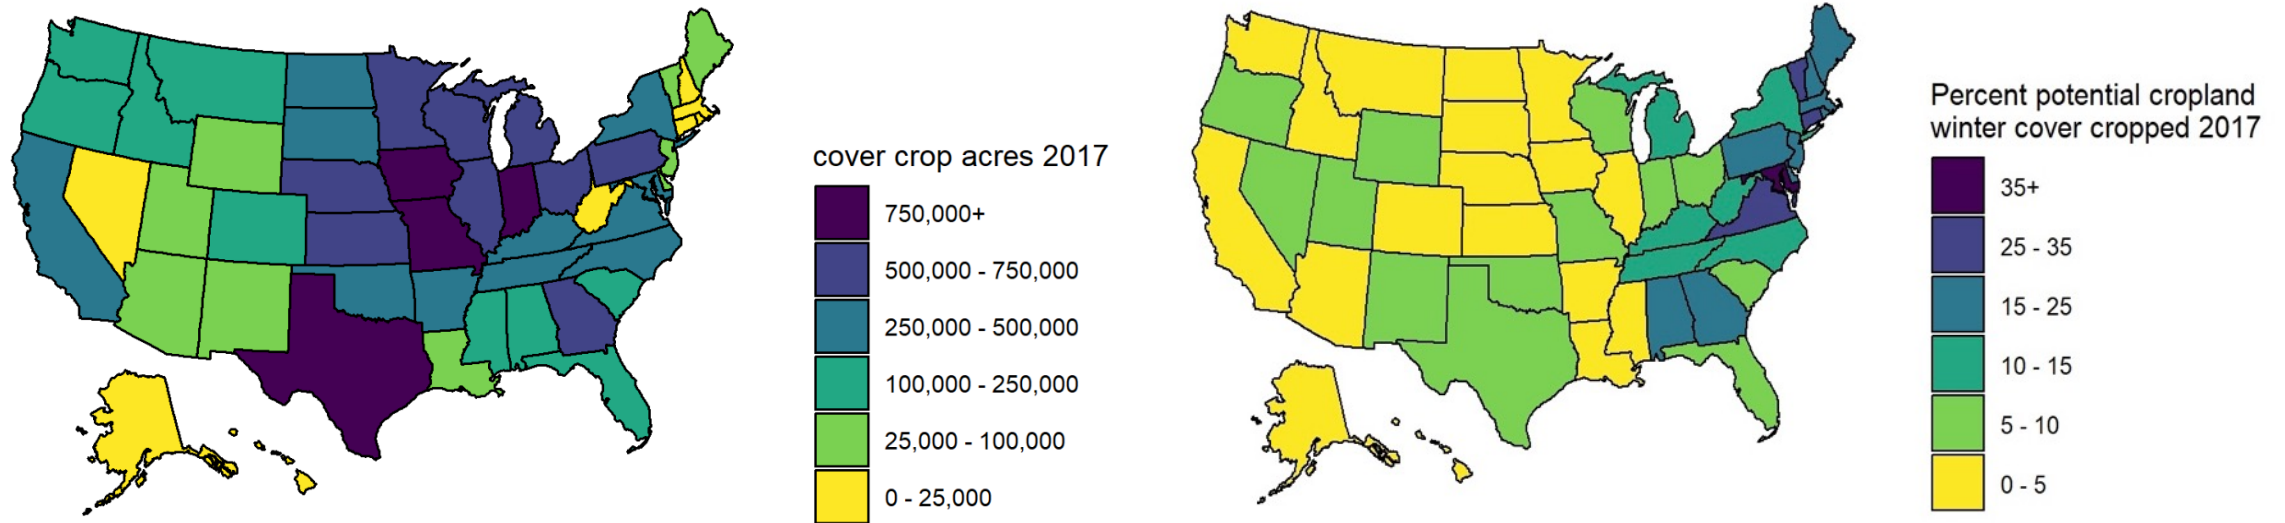 cover crop acres 2017
750,000+
500,000 - 750,000
250,000 - 500,000
100,000 - 250,000
25,000 - 100,000
0 - 25,000
Percent potential cropland
winter cover cropped 2017
35+
25 - 35
15 - 25
10 - 15
5 - 10
0 - 5